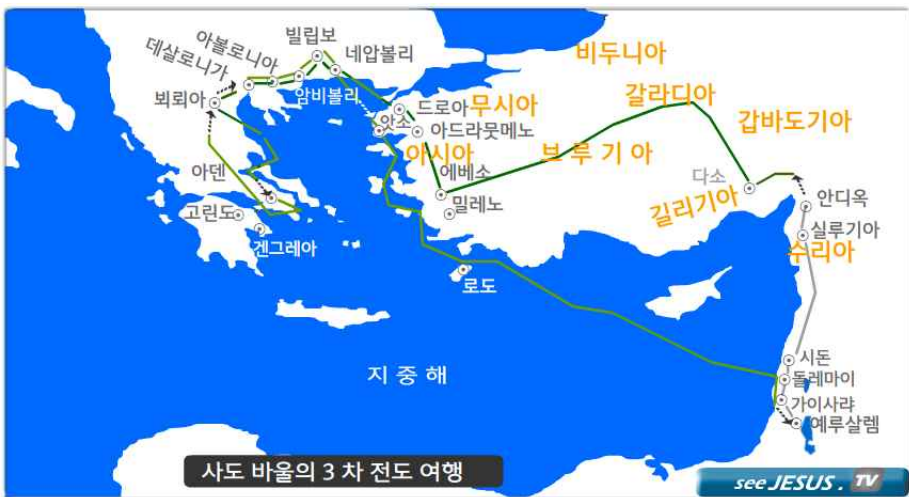 빌립보
비두니아
아볼로니아
네압볼리
데살로니가
갈라디아
암비볼리
뵈뢰아
드로아
무시아
갑바도기아
앗소
아드라뭇메노
아시아
브루기아
아덴
에베소
다소
안디옥
밀레노
길리기아
고린도
실루기아
겐그레아
수리아
로도
시돈
지중해
돌레마이
가이사랴
예루살렘
사도 바울의 3 차 전도 여행
see JESUS . TV